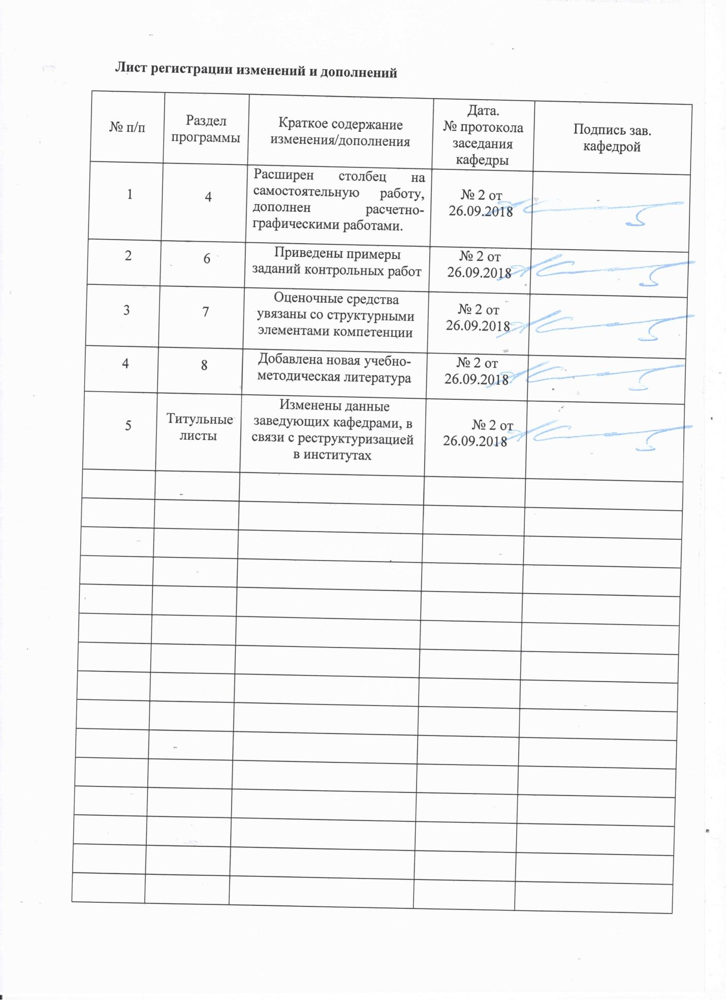 Лист регистрации изменений и дополнений
№ п/п
Раздел
программы
Краткое содержание
изменения/дополнения
Дата.
№ протокола
заседания
кафедры
Подпись зав.
кафедрой
1
4
Расширен столбец на
самостоятельную работу,
дополнен расчетно-
графическими работами.
№ 2 от
26.09.2018
2
6
Приведены примеры
заданий контрольных работ
№ 2 от
26.09.2018
3
7
Оценочные средства
увязаны со структурными
элементами компетенции
№ 2 от
26.09.2018
4
8
Добавлена новая учебно-
методическая литература
№ 2 от
26.09.2018
5
Титульные
листы
Изменены данные
заведующих кафедрами, в
связи с реструктуризацией
в институтах
№ 2 от
26.09.2018